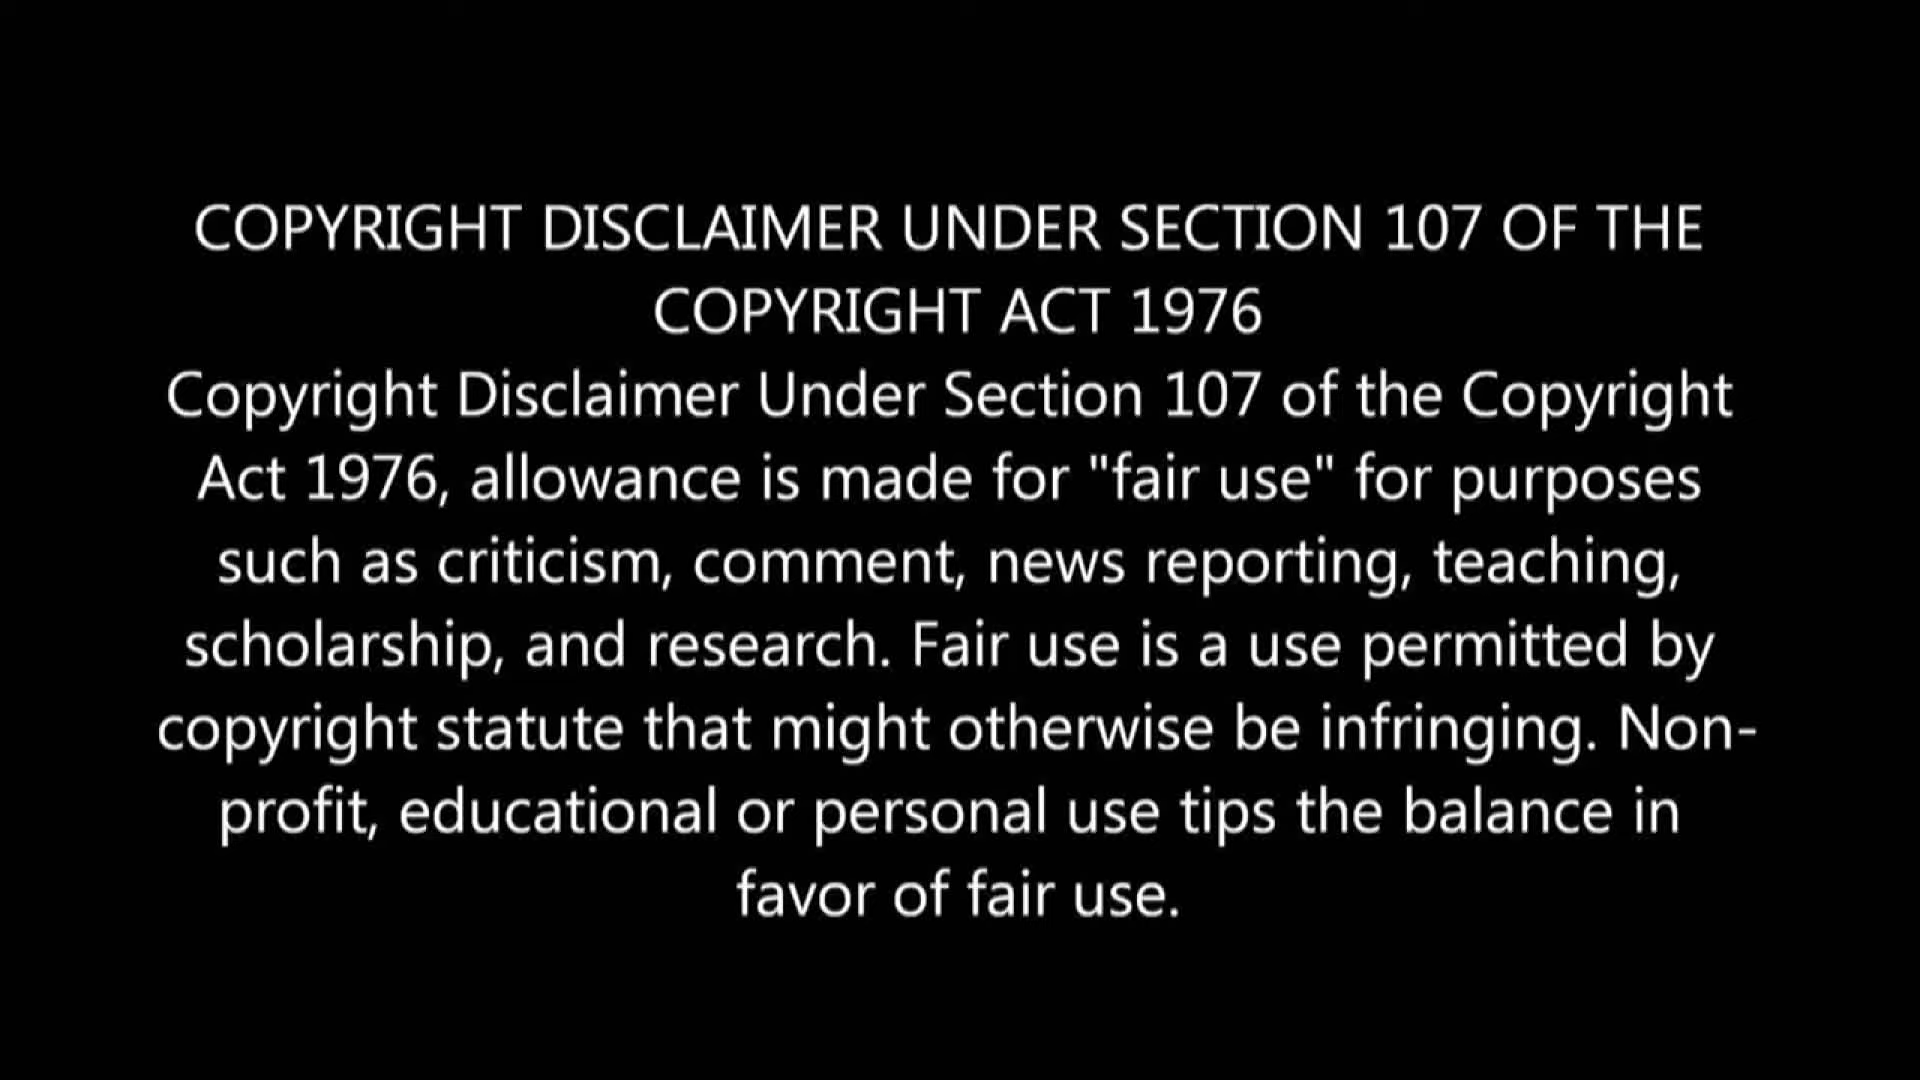 COPYRIGHT DISCLAIMER UNDER SECTION 107 OF THE
COPYRIGHT ACT 1976
Copyright Disclaimer Under Section 107 of the Copyright
Act 1976, allowance is made for "fair use" for purposes
such as criticism, comment, news reporting, teaching,
scholarship, and research. Fair use is a use permitted by
copyright statute that might otherwise be infringing. Non-
profit, educational or personal use tips the balance in
favor of fair use.